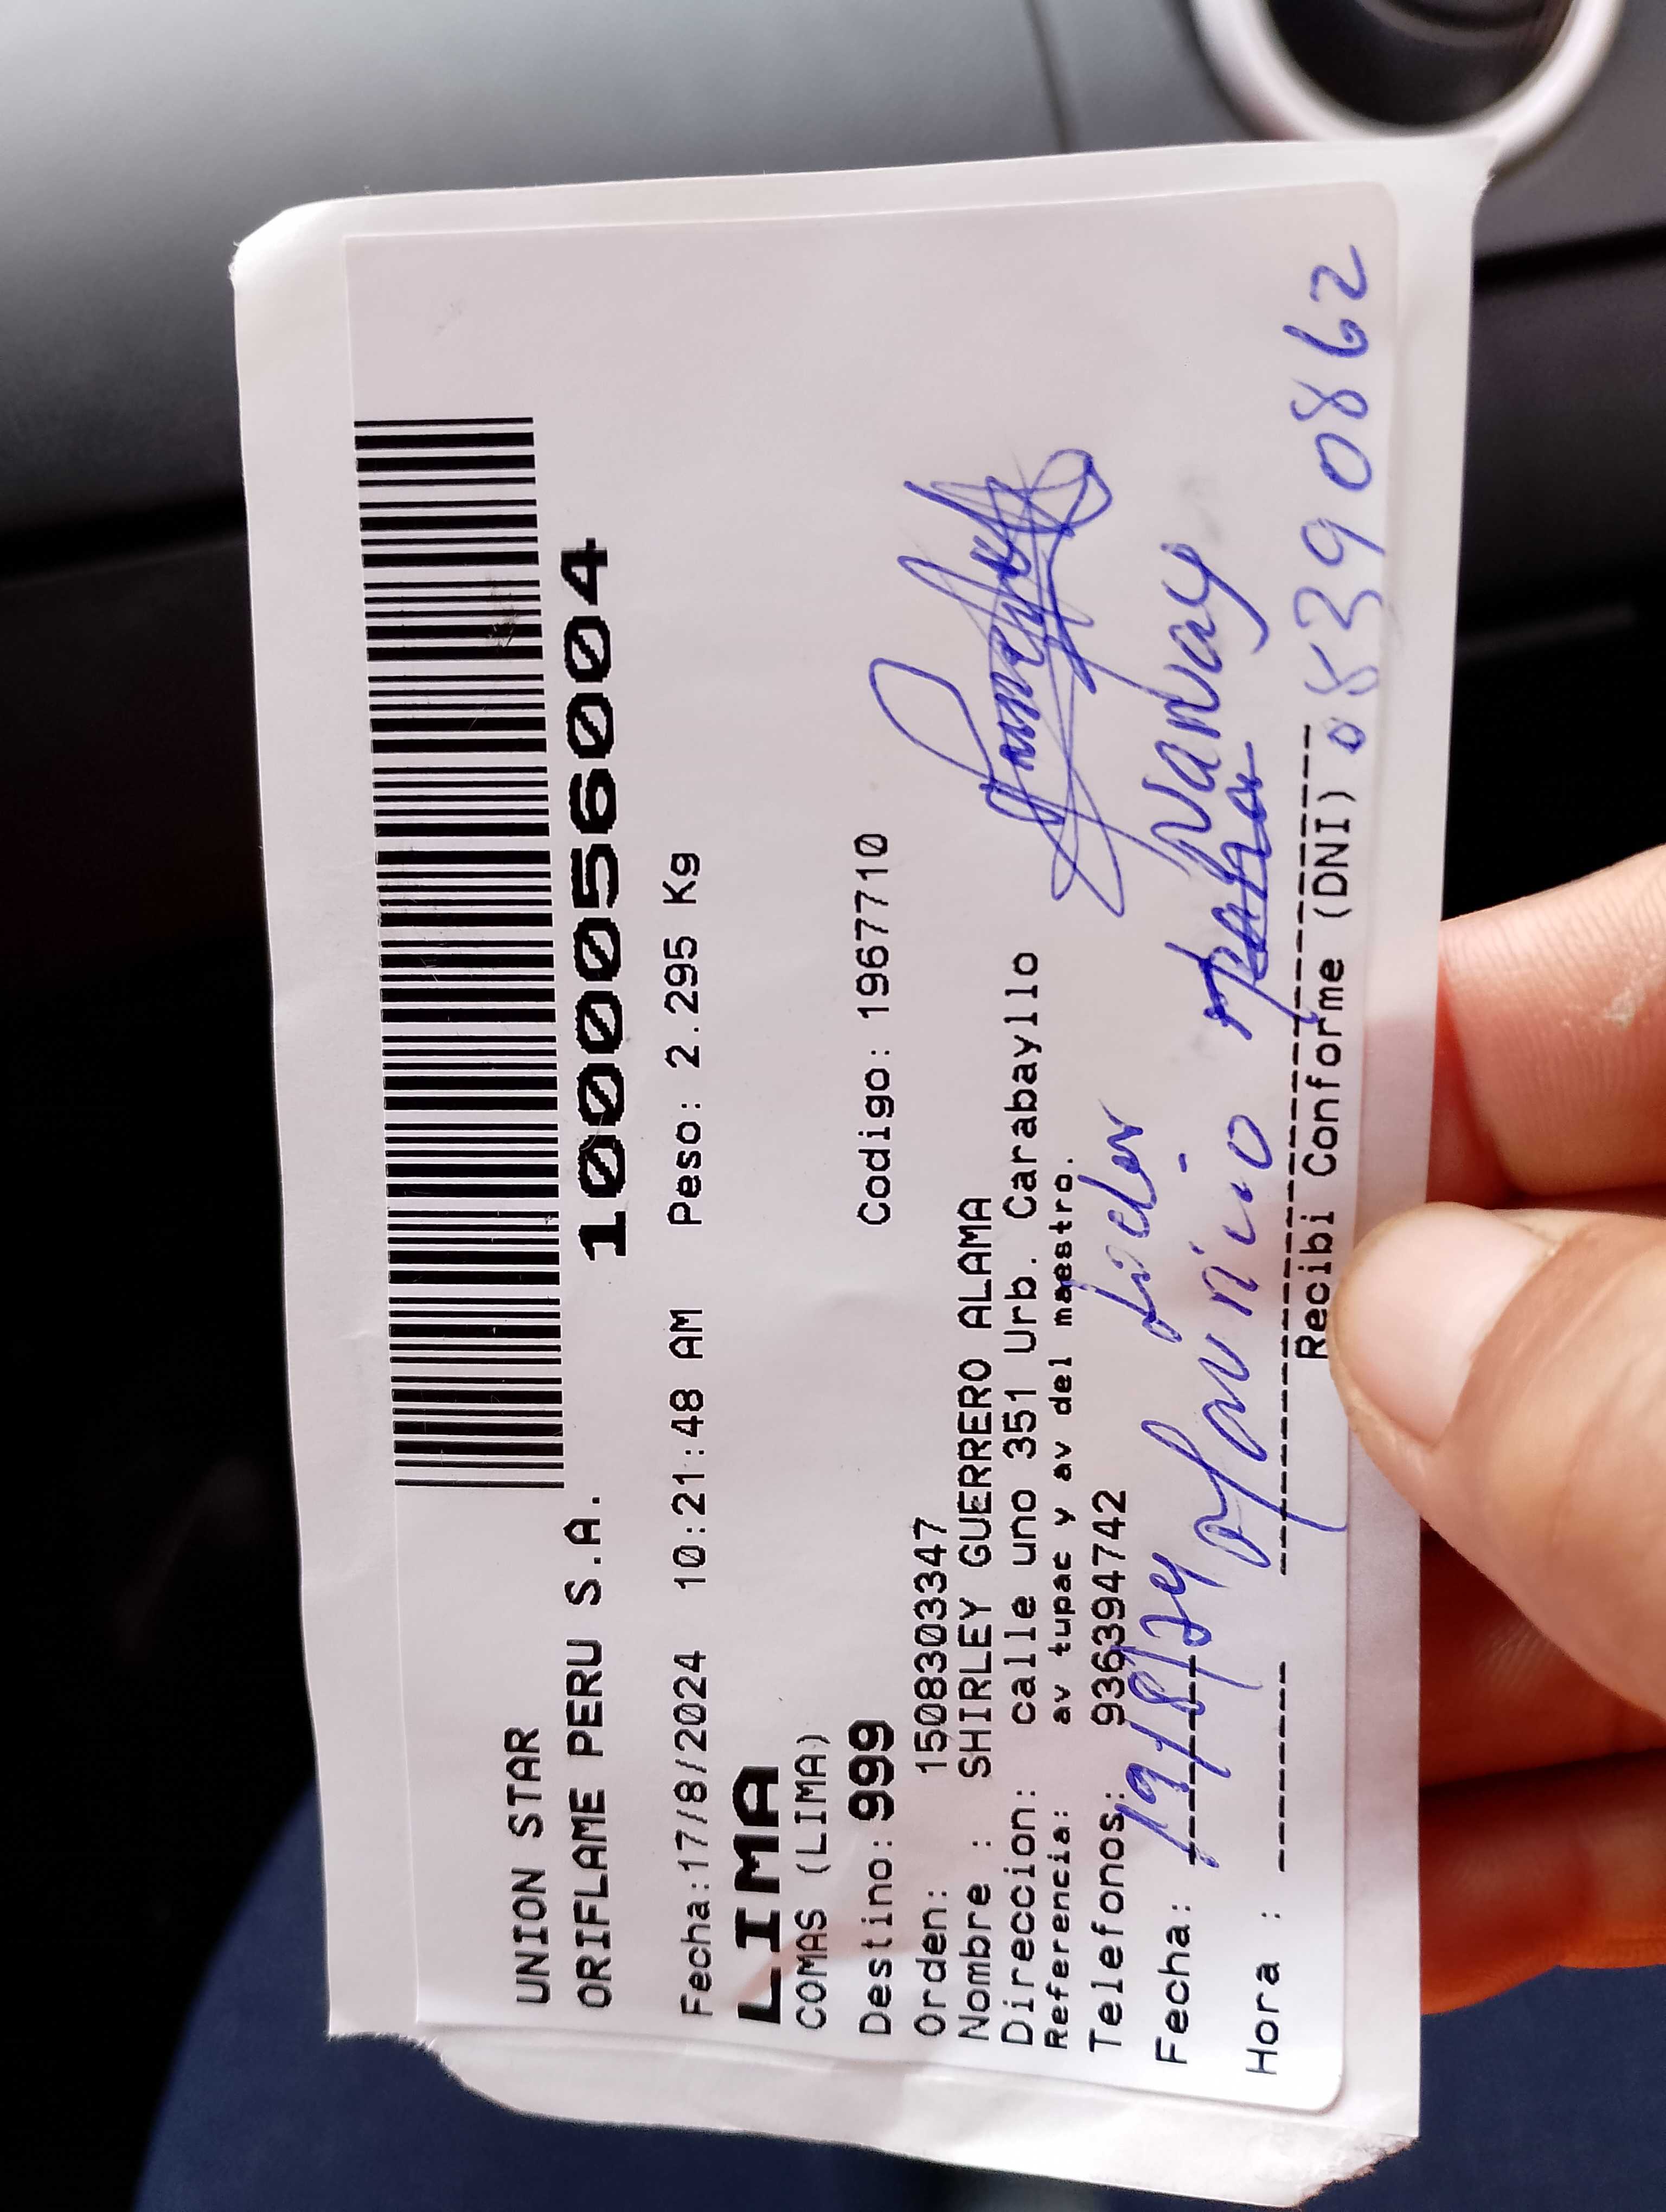 UNION STAR
ORIFLAME PERU S.A.
1000056004
Fecha:17/8/2024 10:21:48 AM Peso: 2.295 Kg
LIMA
COMAS (LIMA)
Destino:999 Codigo: 1967710
Orden: 150830347
Nombre : SHIRLEY GUERRERO ALAMA
Direccion: calle uno 351 Urb. Carabayllo
Referencia: av tupac y av del maestro.
Telefonos: 936394742
Fecha: 19/8/24
Nanvay
Hora :
Recibi Conforme (DNI) 08390862